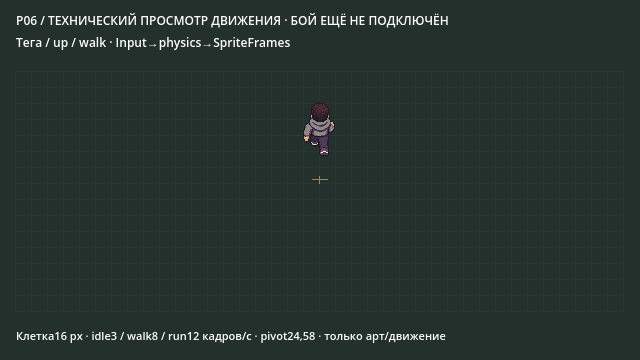 P06 / ТЕХНИЧЕСКИЙ ПРОСМОТР ДВИЖЕНИЯ · БОЙ ЕЩЁ НЕ ПОДКЛЮЧЁН
Тега / up / walk · Input→physics→SpriteFrames
Клетка16 px · idle3 / walk8 / run12 кадров/с · pivot24,58 · только арт/движение